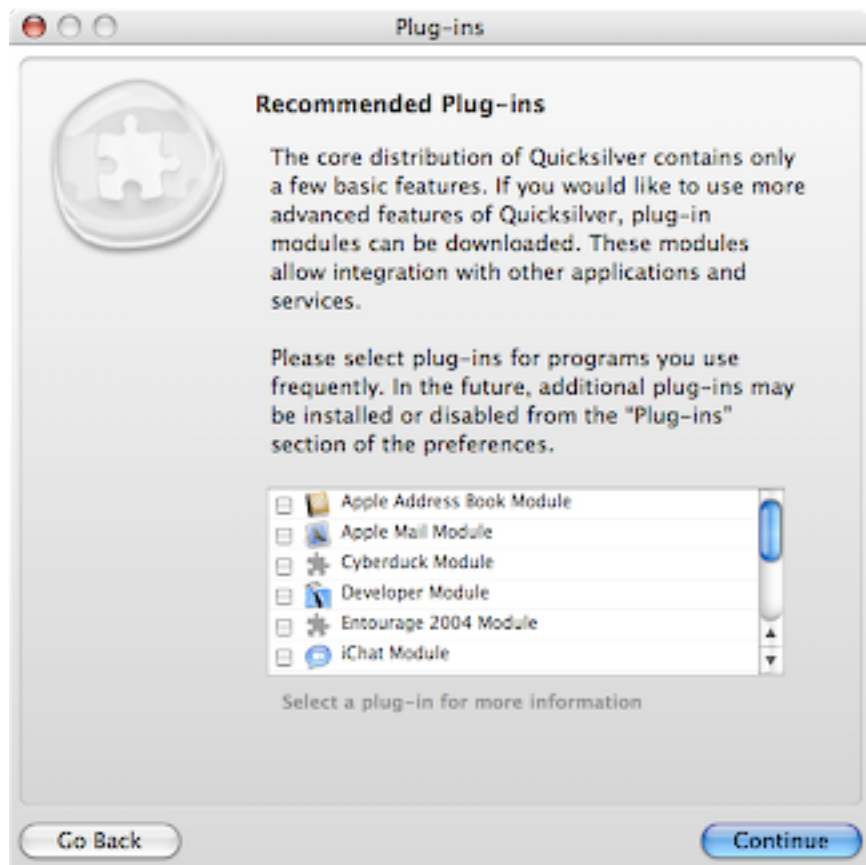 Plug-ins
Recommended Plug-ins
The core distribution of Quicksilver contains only
a few basic features. If you would like to use more
advanced features of Quicksilver, plug-in
modules can be downloaded. These modules
allow integration with other applications and
services.
Please select plug-ins for programs you use
frequently. In the future, additional plug-ins may
be installed or disabled from the "Plug-ins"
section of the preferences.
Apple Address Book Module
Apple Mail Module
Cyberduck Module
Developer Module
Entourage 2004 Module
iChat Module
Select a plug-in for more information
Go Back
Continue